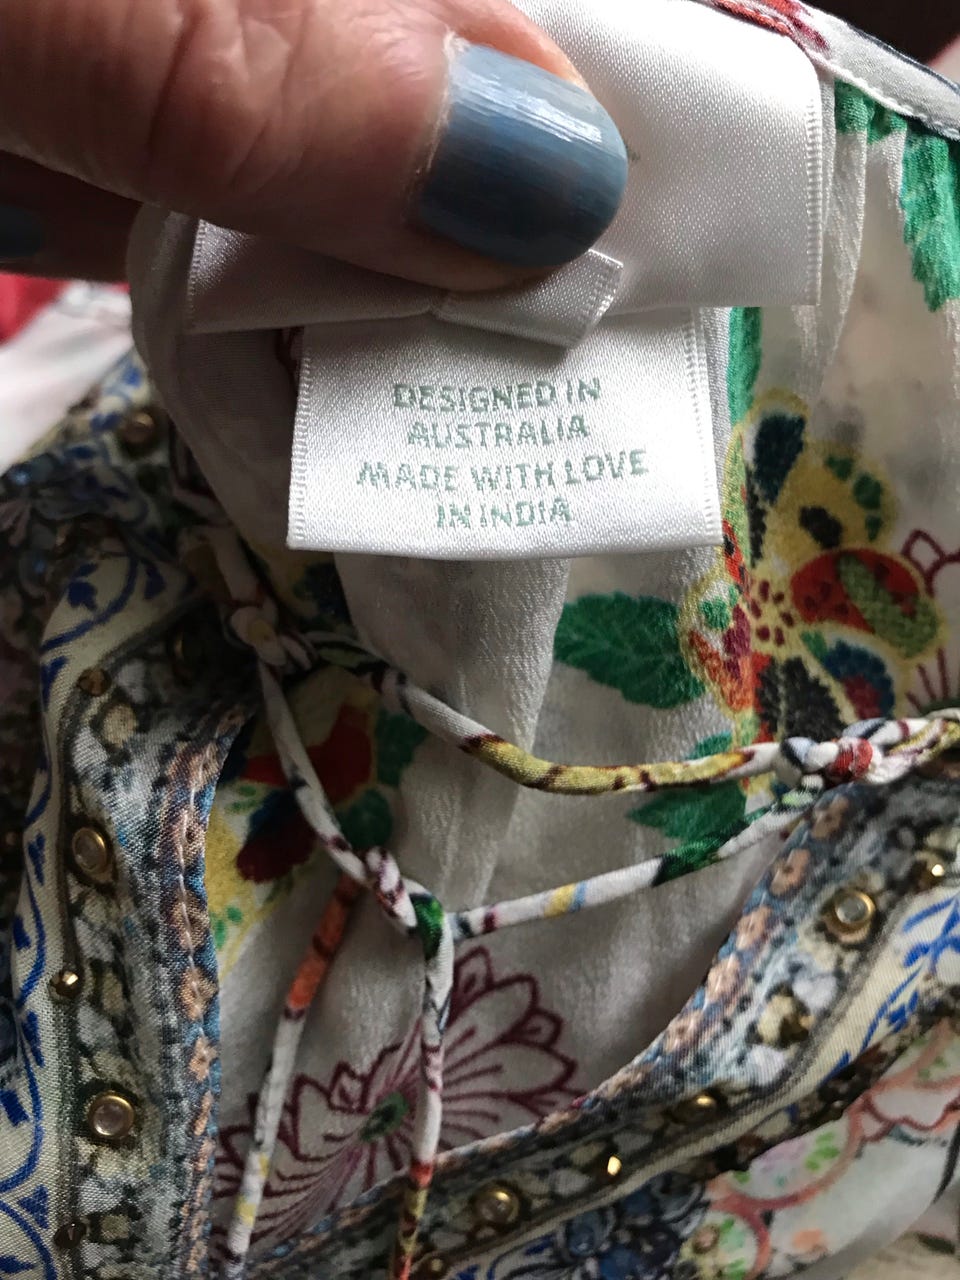 DESIGNED IN
AUSTRALIA
MADE WITH LOVE
IN INDIA